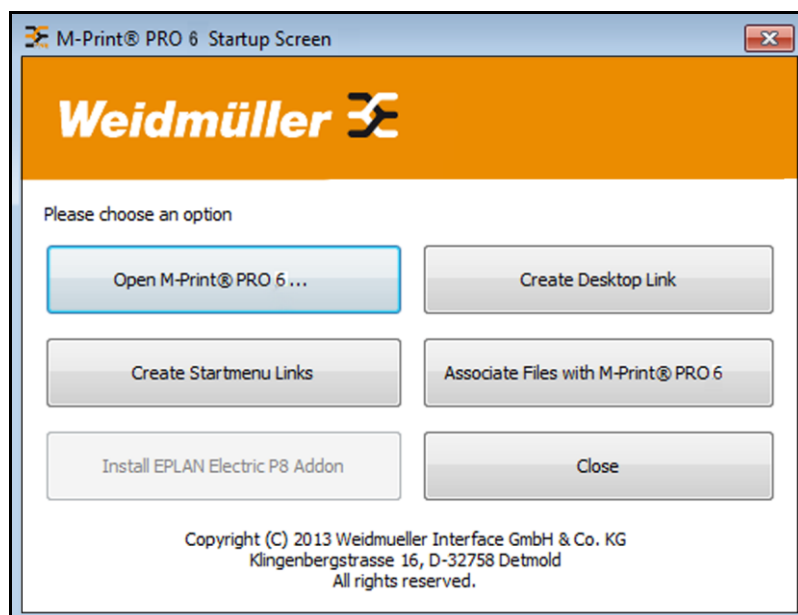 M-Print® PRO 6 Startup Screen
Weidmüller
Please choose an option
Open M-Print® PRO 6 ...
Create Desktop Link
Create Startmenu Links
Associate Files with M-Print® PRO 6
Install EPLAN Electric P8 Addon
Close
Copyright (C) 2013 Weidmueller Interface GmbH & Co. KG
Klingenbergstrasse 16, D-32758 Detmold
All rights reserved.